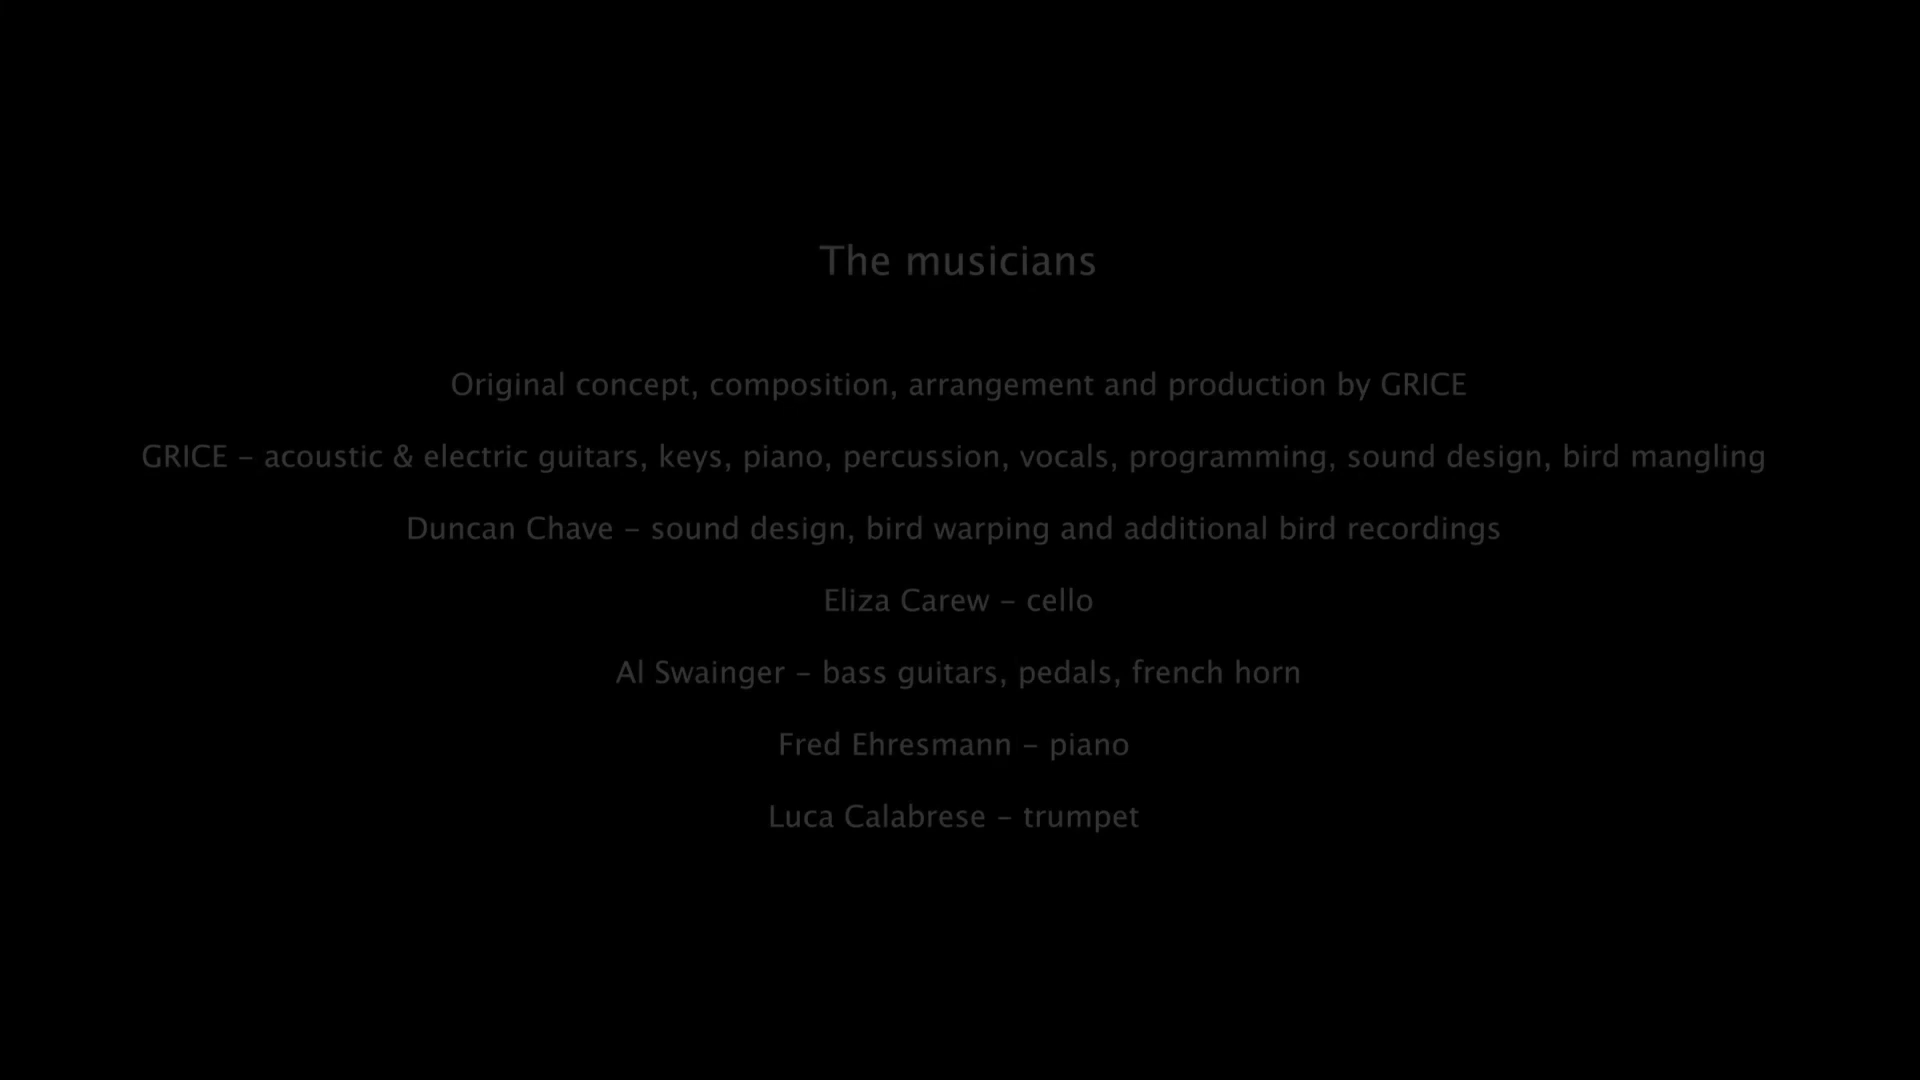 The musicians
Original concept, composition, arrangement and production by GRICE
GRICE – acoustic & electric guitars, keys, piano, percussion, vocals, programming, sound design, bird mangling
Duncan Chave – sound design, bird warping and additional bird recordings
Eliza Carew – cello
Al Swainger – bass guitars, pedals, french horn
Fred Ehresmann – piano
Luca Calabrese – trumpet